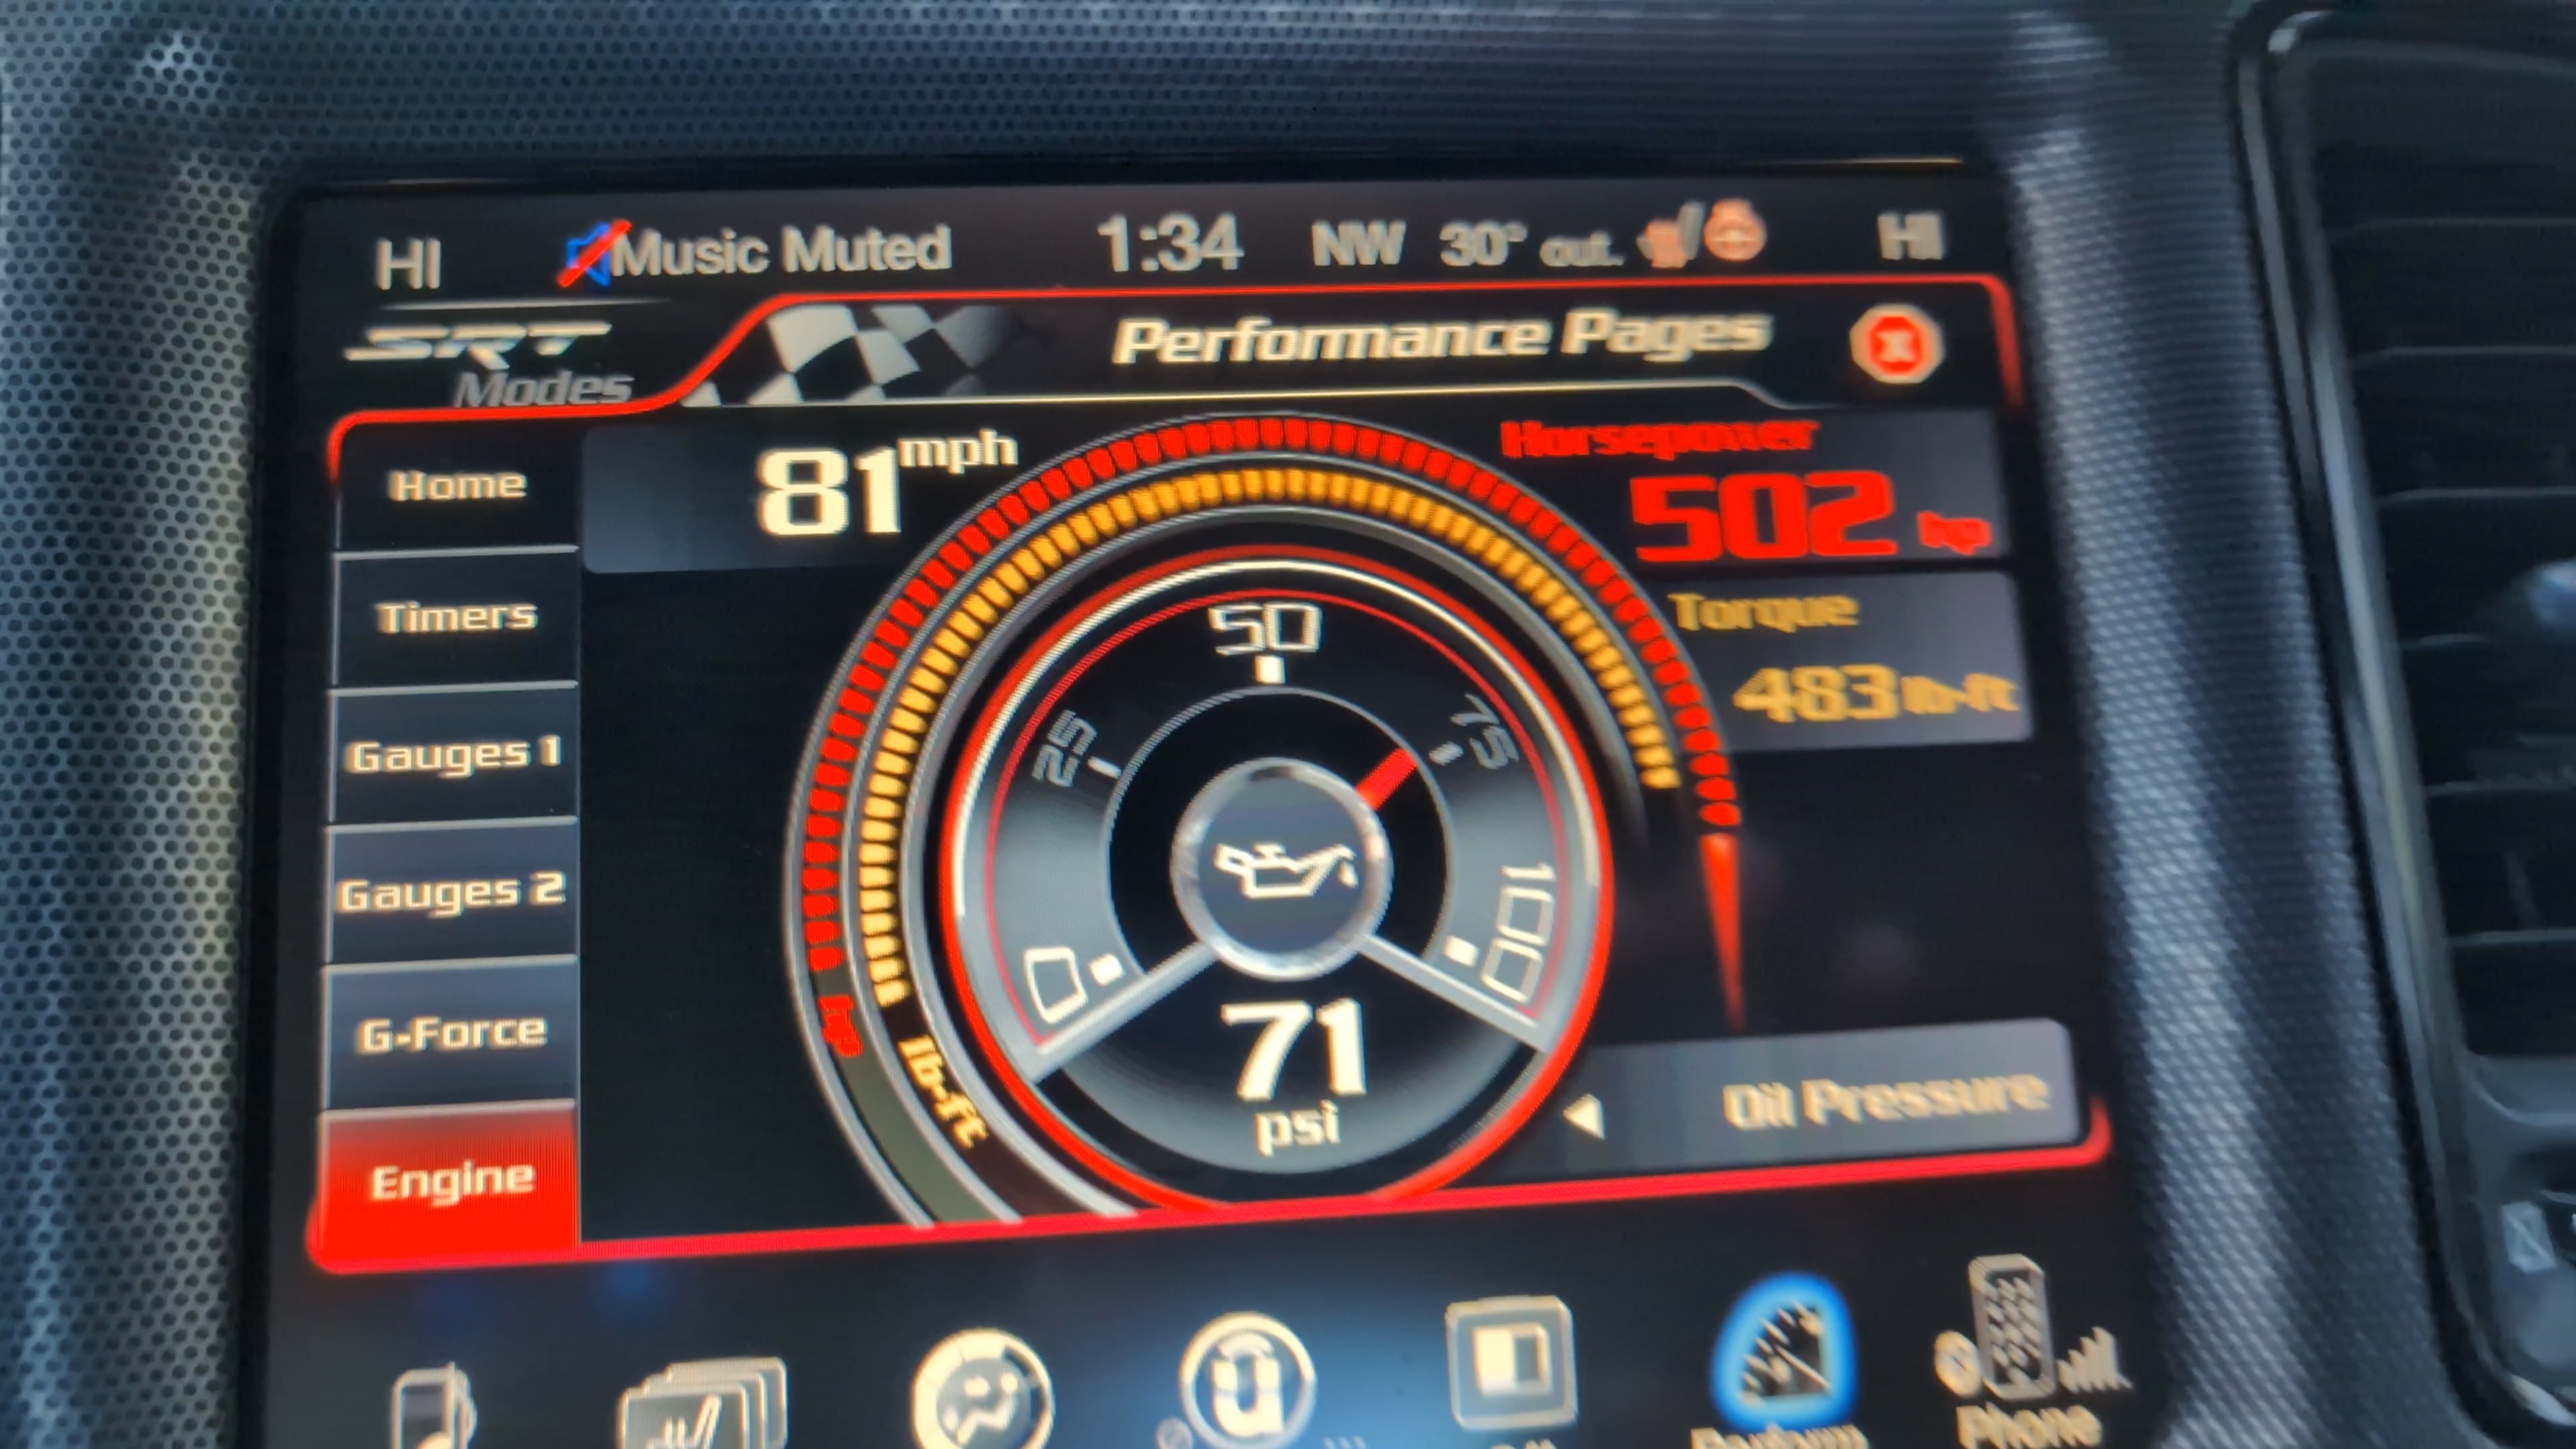 HI Music Muted 1:34 NW 30° out. HI
SRT
Modes
Performance Pages
X
Home
Timers
Gauges 1
Gauges 2
G-Force
Engine
81 mph
Horsepower
502 hp
Torque
483 lb-ft
0
25
50
75
100
hp
lb-ft
71
psi
Oil Pressure
Phone